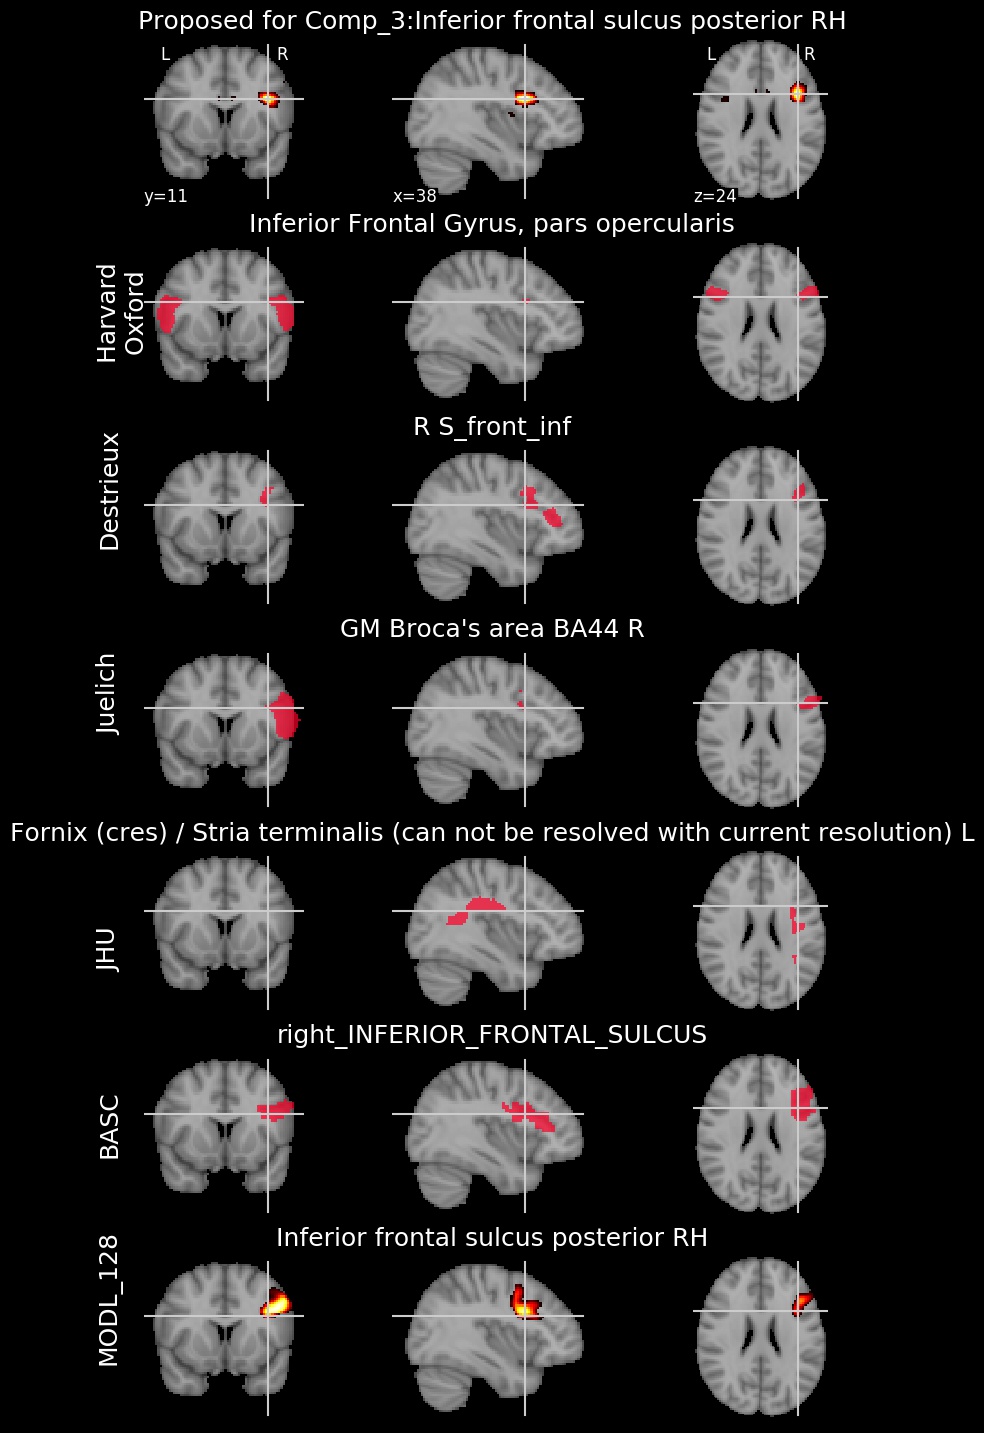 Proposed for Comp_3:Inferior frontal sulcus posterior RH
L R L R
y=11 x=38 z=24
Inferior Frontal Gyrus, pars opercularis
Harvard
Oxford
R S_front_inf
Destrieux
GM Broca's area BA44 R
Juelich
Fornix (cres) / Stria terminalis (can not be resolved with current resolution) L
JHU
right_INFERIOR_FRONTAL_SULCUS
BASC
Inferior frontal sulcus posterior RH
MODL_128